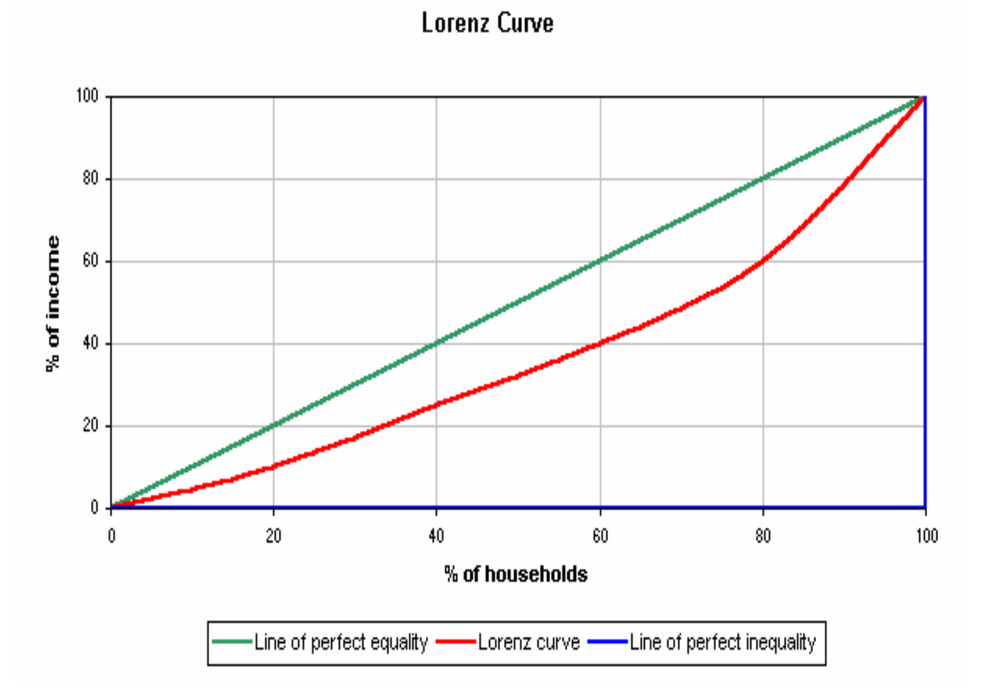 Lorenz Curve
100
80
60
40
20
0
% of income
0 20 40 60 80 100
% of households
Line of perfect equality Lorenz curve Line of perfect inequality